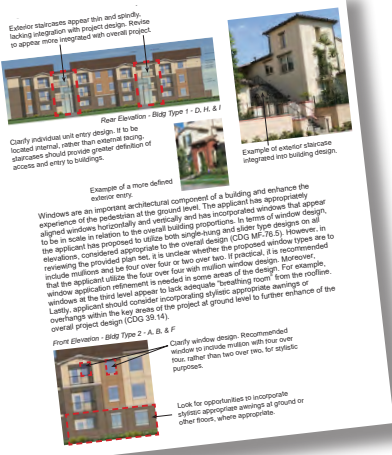 Exterior staircases appear thin and spindly,
lacking integration with project design. Revise
to appear more integrated with overall project.
Rear Elevation - Bldg Type 1 - D, H, & I
Clarify individual unit entry design. If to be
located internal, rather than external facing,
staircases should provide greater definition of
access and entry to buildings.
Example of exterior staircase
integrated into building design.
Example of a more defined
exterior entry.
Windows are an important architectural component of a building and enhance the
experience of the pedestrian at the ground level. The applicant has appropriately
aligned windows horizontally and vertically and has incorporated windows that appear
to be in scale in relation to the overall building proportions. In terms of window design,
the applicant has proposed to utilize both single-hung and slider type designs on all
elevations, considered appropriate to the overall design (CDG MF-76.5). However, in
reviewing the provided plan set, it is unclear whether the proposed window types are to
include mullions and be four over four or two over two. If practical, it is recommended
that the applicant utilize the four over four with mullion window design. Moreover,
window application refinement is needed in some areas of the design. For example,
windows at the third level appear to lack adequate "breathing room" from the roofline.
Lastly, applicant should consider incorporating stylistic appropriate awnings or
overhangs within the key areas of the project at ground level to further enhance of the
overall project design (CDG 39.14).
Front Elevation - Bldg Type 2 - A, B, & F
Clarify window design. Recommended
window to include mullion with four over
four, rather than two over two, for stylistic
purposes.
Look for opportunities to incorporate
stylistic appropriate awnings at ground or
other floors, where appropriate.